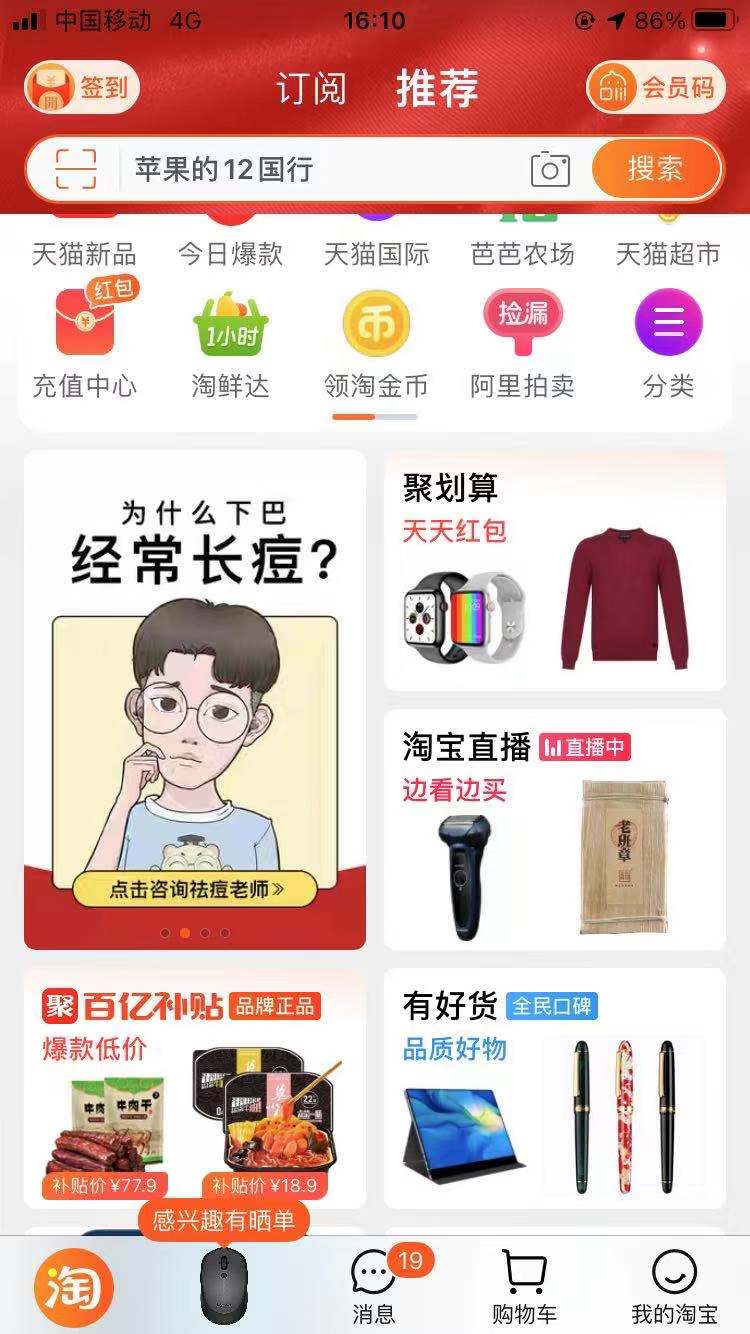 中国移动 4G 16:10 86%
签到 订阅 推荐 会员码
苹果的12国行 搜索
天猫新品 今日爆款 天猫国际 芭芭农场 天猫超市
红包
¥ 1小时 币 捡漏
充值中心 淘鲜达 领淘金币 阿里拍卖 分类
为什么下巴
经常长痘?
点击咨询祛痘老师》
聚划算
天天红包
淘宝直播 直播中
边看边买
老班章
聚 百亿补贴 品牌正品
爆款低价
牛肉干
补贴价¥77.9 补贴价¥18.9
有好货 全民口碑
品质好物
感兴趣有晒单
淘 19
消息 购物车 我的淘宝